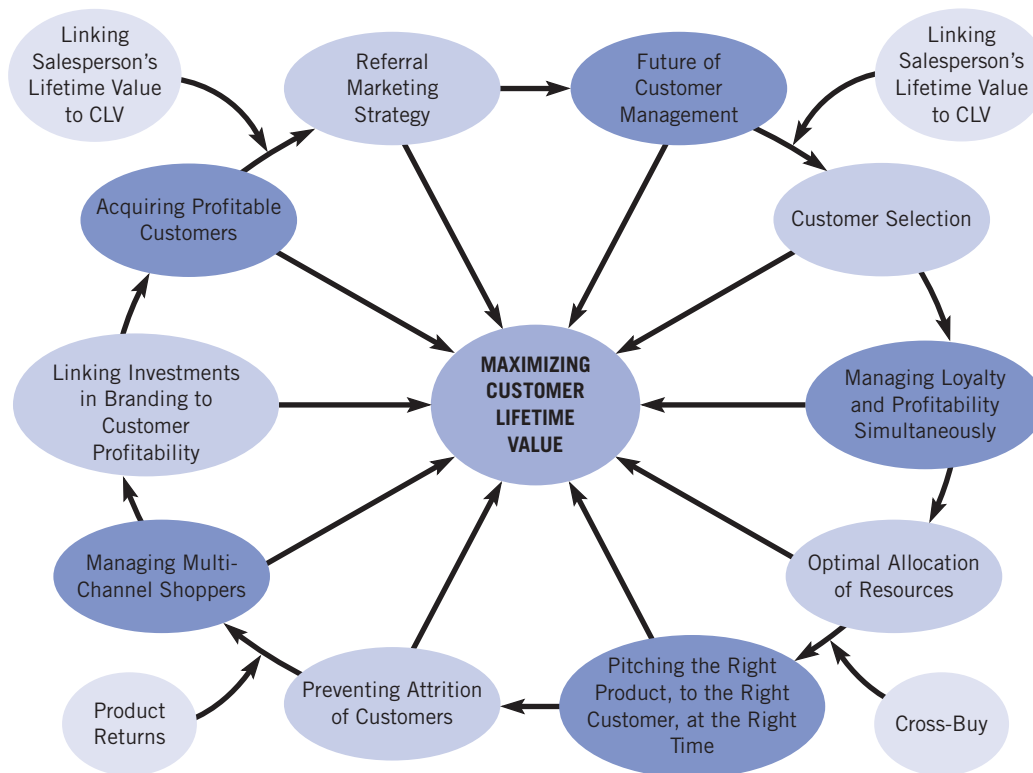 Linking
Salesperson's
Lifetime Value
to CLV
Referral
Marketing
Strategy
Future of
Customer
Management
Linking
Salesperson's
Lifetime Value
to CLV
Acquiring Profitable
Customers
Customer Selection
Linking Investments
in Branding to
Customer
Profitability
MAXIMIZING
CUSTOMER
LIFETIME
VALUE
Managing Loyalty
and Profitability
Simultaneously
Managing Multi-
Channel Shoppers
Optimal Allocation
of Resources
Product
Returns
Preventing Attrition
of Customers
Pitching the Right
Product, to the Right
Customer, at the Right
Time
Cross-Buy